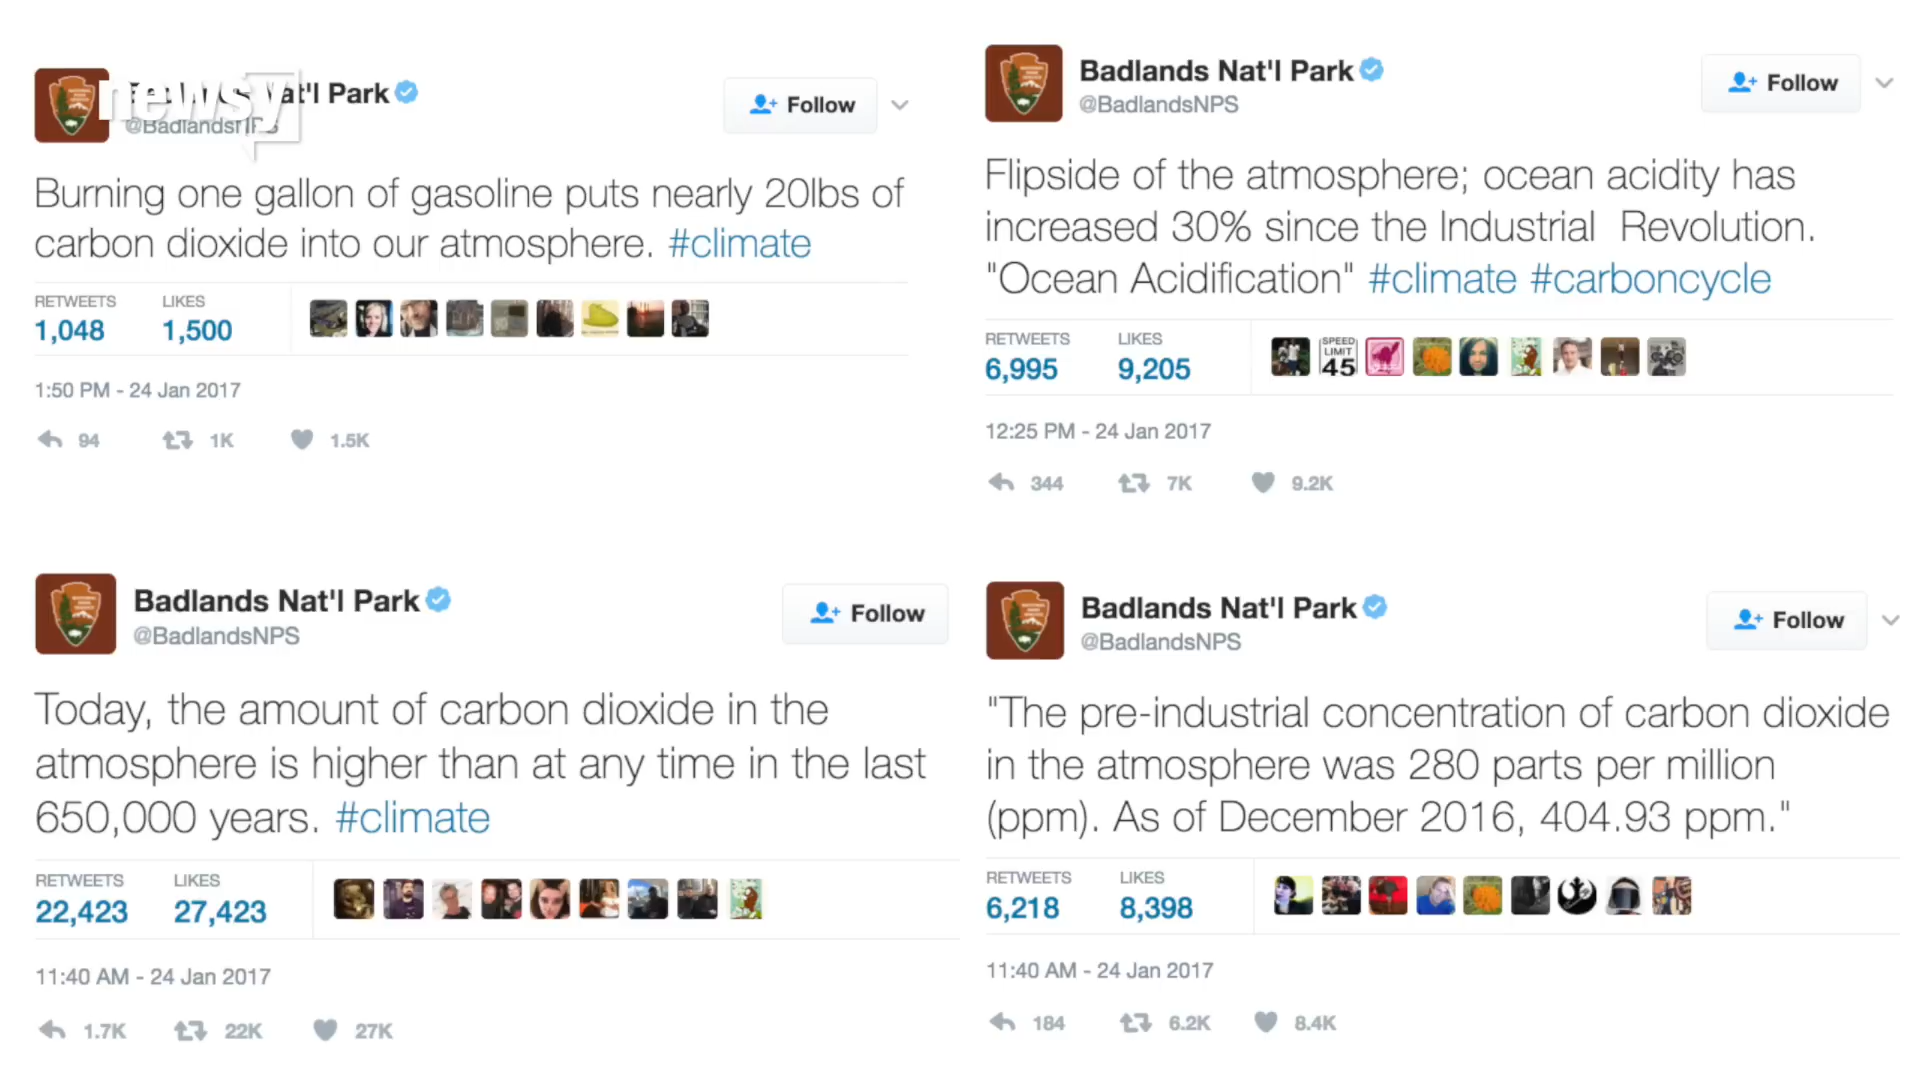 newsy
Badlands Nat'l Park
@BadlandsNPS
Follow
Burning one gallon of gasoline puts nearly 20lbs of
carbon dioxide into our atmosphere. #climate
RETWEETS LIKES
1,048 1,500
1:50 PM - 24 Jan 2017
94 1K 1.5K
Badlands Nat'l Park
@BadlandsNPS
Follow
Flipside of the atmosphere; ocean acidity has
increased 30% since the Industrial Revolution.
"Ocean Acidification" #climate #carboncycle
RETWEETS LIKES
6,995 9,205
SPEED
LIMIT
45
12:25 PM - 24 Jan 2017
344 7K 9.2K
Badlands Nat'l Park
@BadlandsNPS
Follow
Today, the amount of carbon dioxide in the
atmosphere is higher than at any time in the last
650,000 years. #climate
RETWEETS LIKES
22,423 27,423
11:40 AM - 24 Jan 2017
1.7K 22K 27K
Badlands Nat'l Park
@BadlandsNPS
Follow
"The pre-industrial concentration of carbon dioxide
in the atmosphere was 280 parts per million
(ppm). As of December 2016, 404.93 ppm."
RETWEETS LIKES
6,218 8,398
11:40 AM - 24 Jan 2017
184 6.2K 8.4K